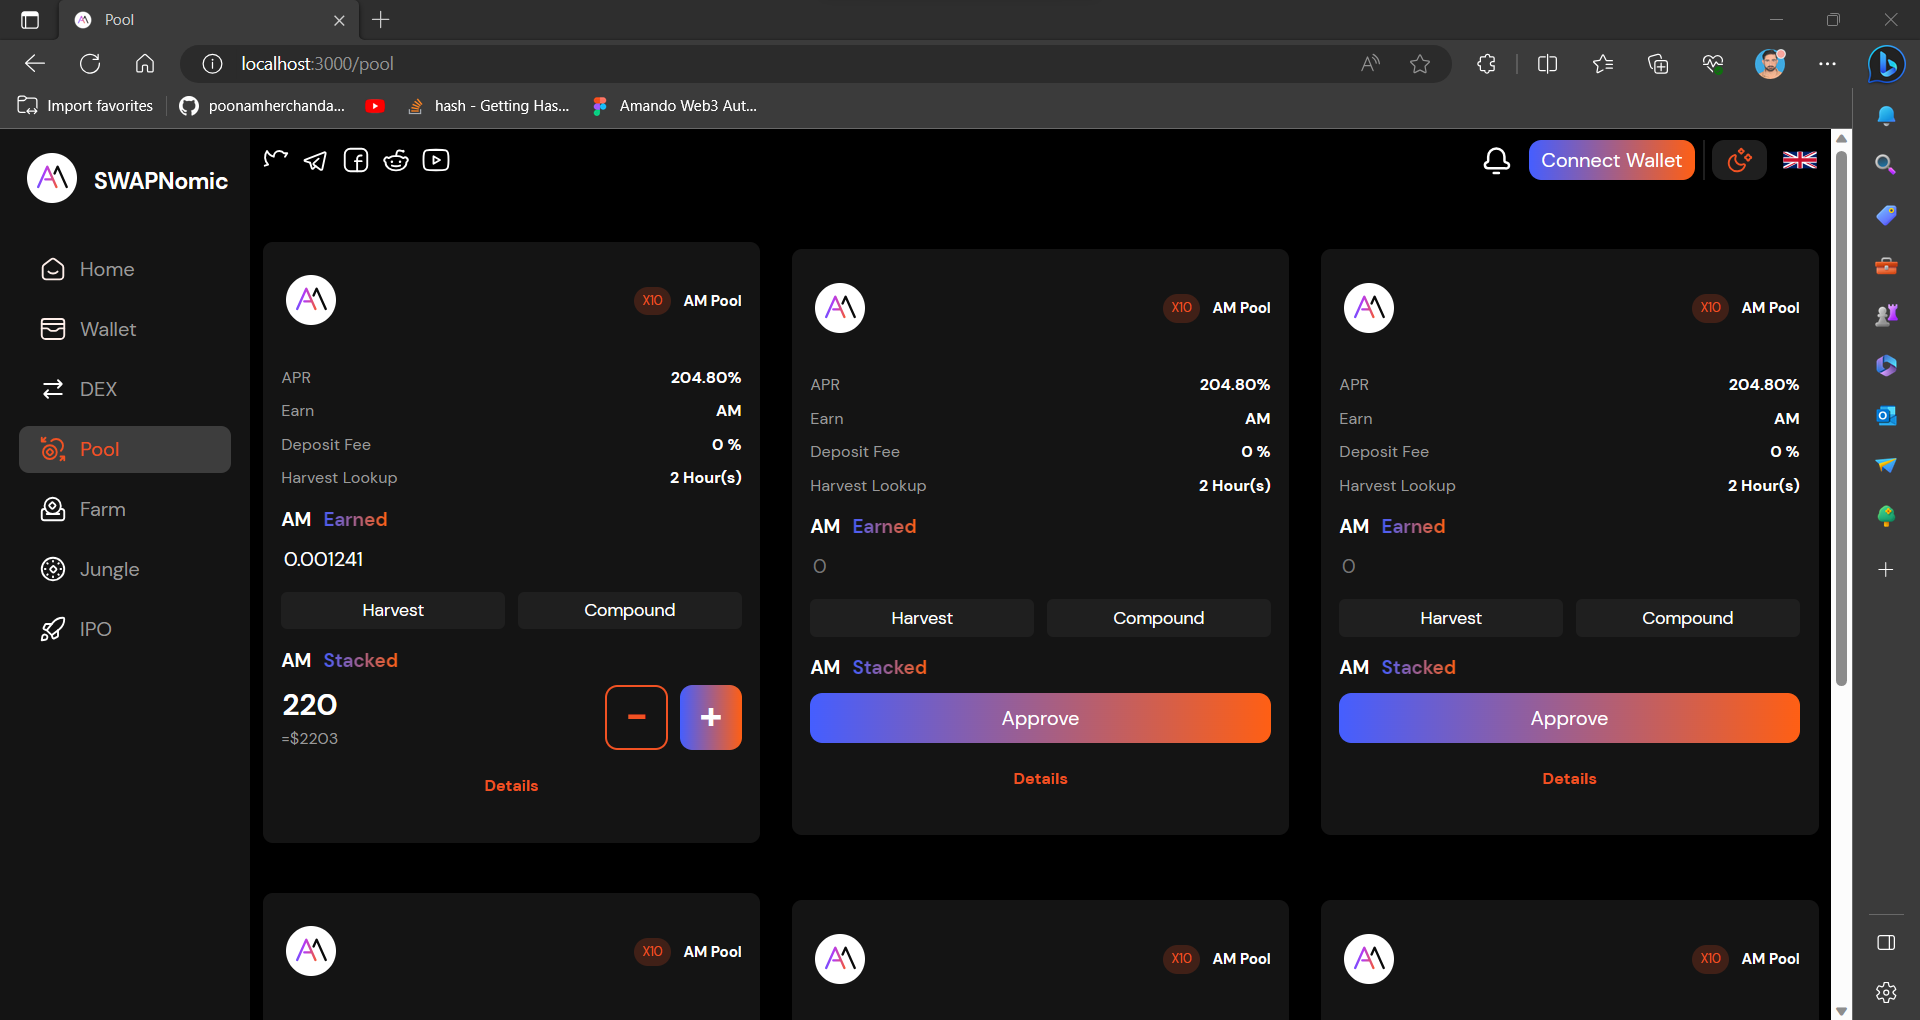 Pool
localhost:3000/pool
Import favorites
poonamherchanda...
hash - Getting Has...
Amando Web3 Aut...
SWAPNomic
Connect Wallet
Home
Wallet
DEX
Pool
Farm
Jungle
IPO
X10 AM Pool
APR 204.80%
Earn AM
Deposit Fee 0 %
Harvest Lookup 2 Hour(s)
AM Earned
0.001241
Harvest Compound
AM Stacked
220
=$2203
− +
Details
X10 AM Pool
APR 204.80%
Earn AM
Deposit Fee 0 %
Harvest Lookup 2 Hour(s)
AM Earned
0
Harvest Compound
AM Stacked
Approve
Details
X10 AM Pool
APR 204.80%
Earn AM
Deposit Fee 0 %
Harvest Lookup 2 Hour(s)
AM Earned
0
Harvest Compound
AM Stacked
Approve
Details
X10 AM Pool
X10 AM Pool
X10 AM Pool